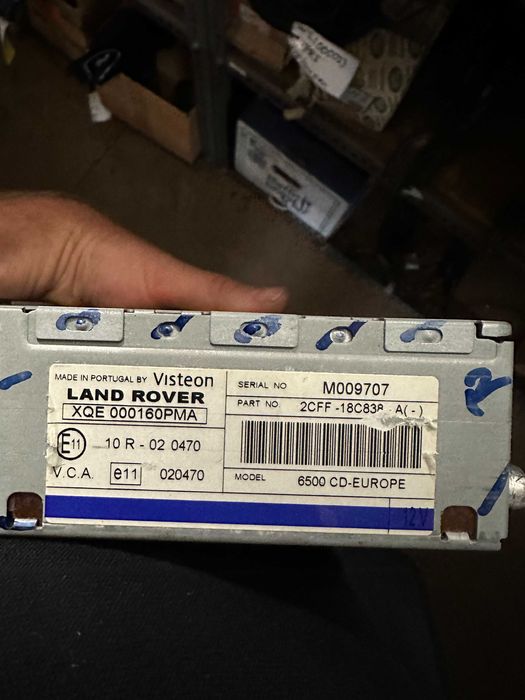 MADE IN PORTUGAL BY Visteon
LAND ROVER
XQE 000160PMA
E11 10 R - 02 0470
V.C.A. e11 020470
SERIAL NO M009707
PART NO. 2CFF -18C838 - A(-)
MODEL 6500 CD-EUROPE
12V